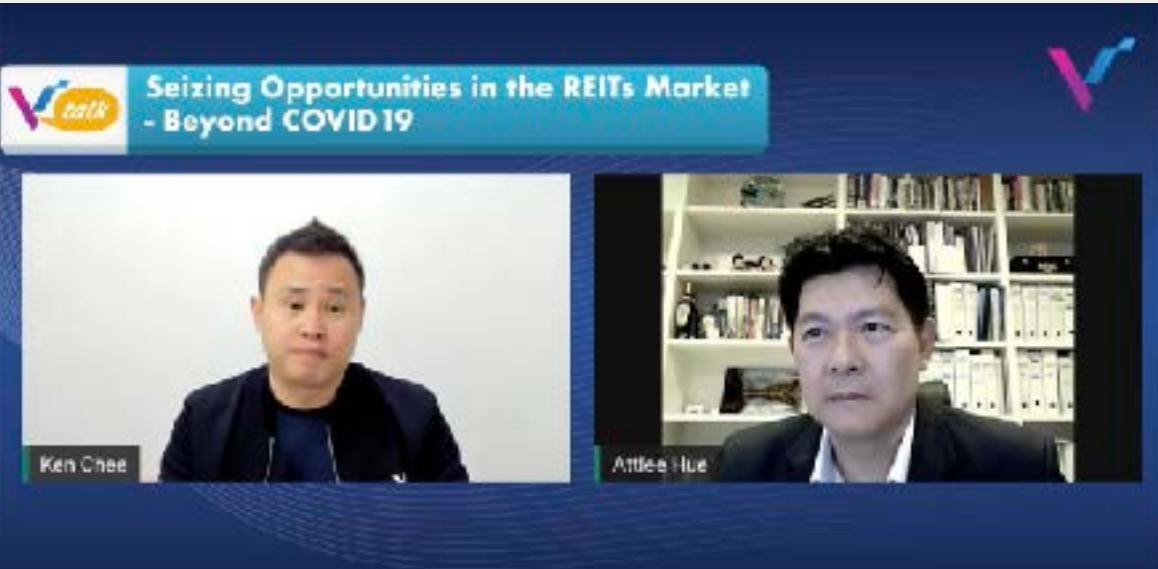 talk
Seizing Opportunities in the REITs Market
- Beyond COVID19
Ken Chee
Attlee Hue